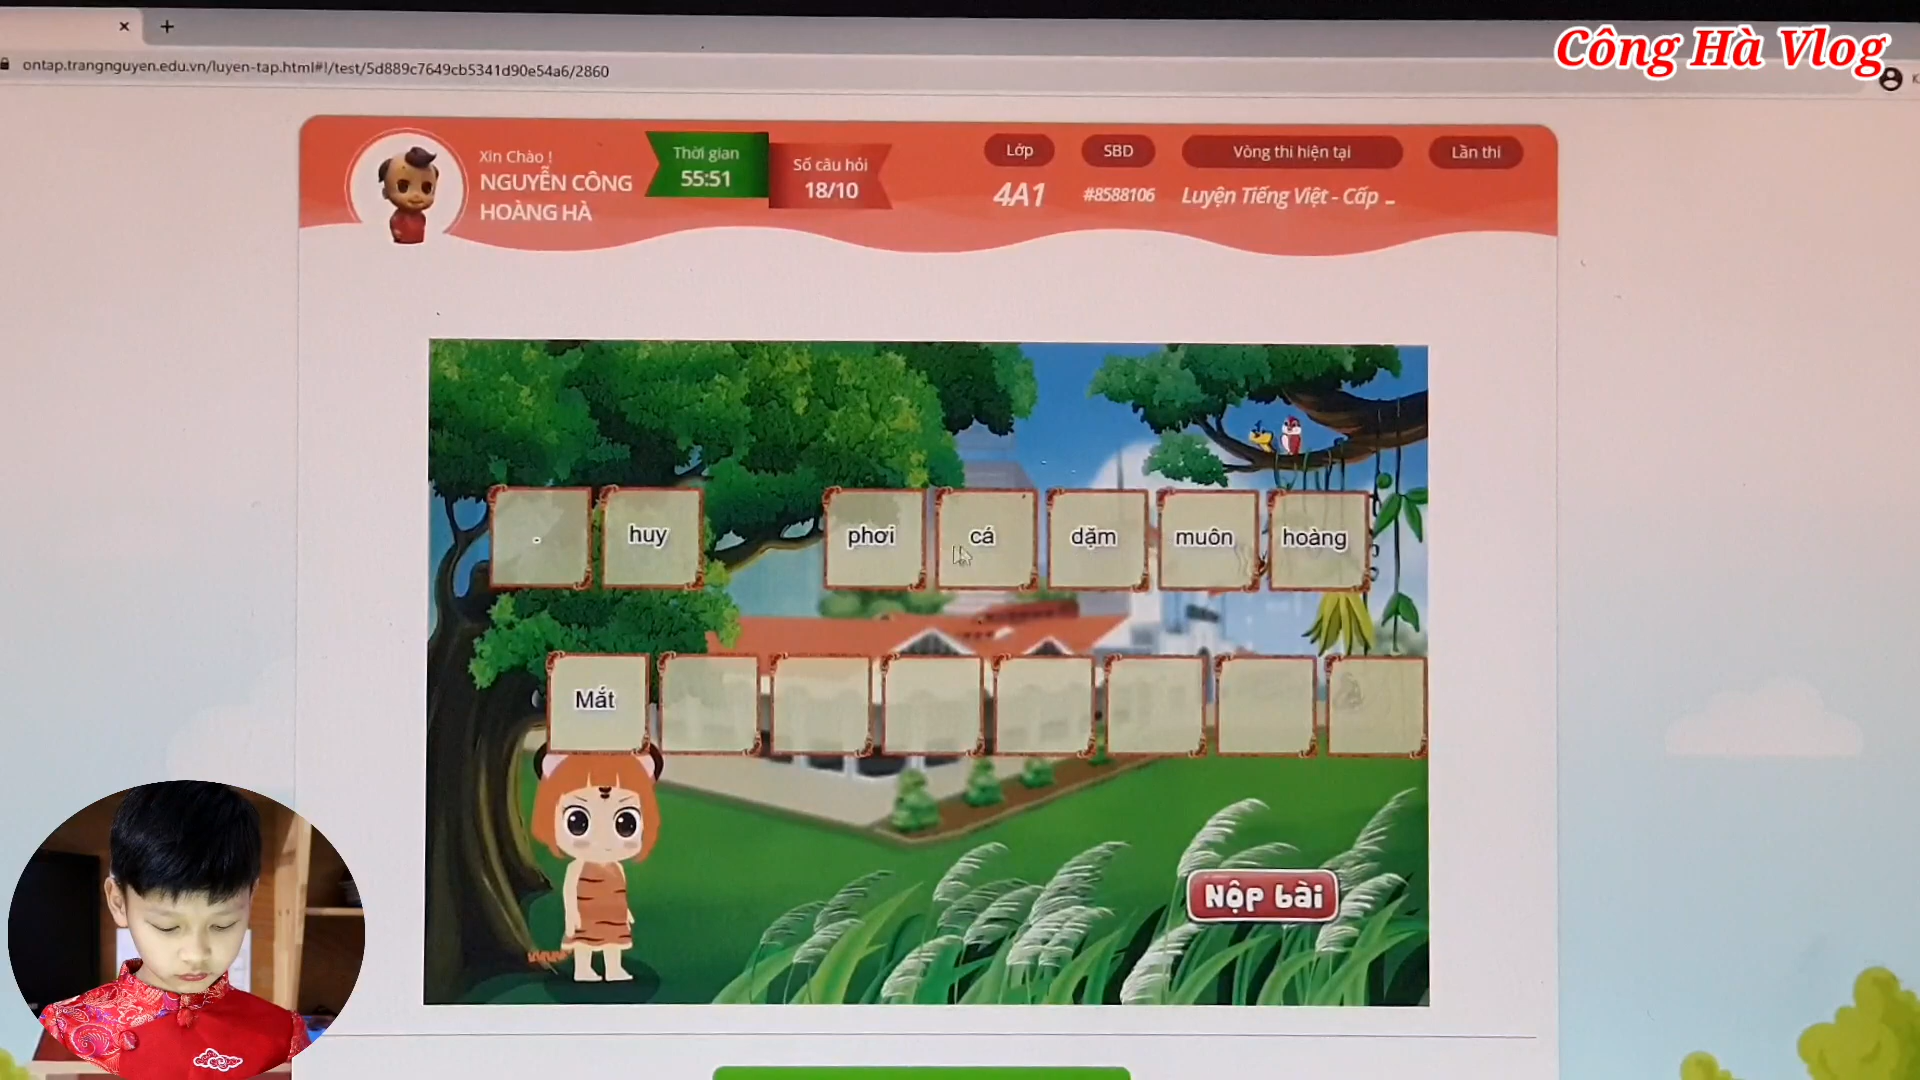 Công Hà Vlog
ontap.trangnguyen.edu.vn/luyen-tap.html#!/test/5d889c7649cb5341d90e54a6/2860
Xin Chào !
NGUYỄN CÔNG
HOÀNG HÀ
Thời gian
55:51
Số câu hỏi
18/10
Lớp
4A1
SBD
#8588106
Vòng thi hiện tại
Luyện Tiếng Việt - Cấp ...
Lần thi
. huy phơi cá dặm muôn hoàng
Mắt
Nộp bài